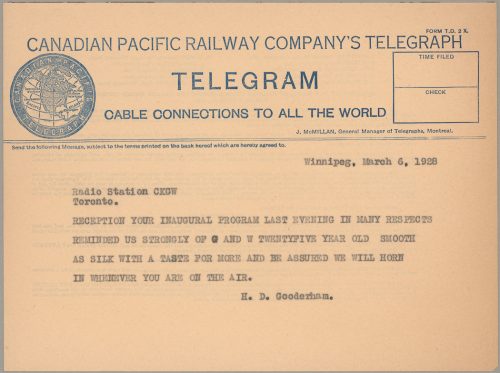 FORM T.D. 2 X.
CANADIAN PACIFIC RAILWAY COMPANY'S TELEGRAPH
TELEGRAM
CABLE CONNECTIONS TO ALL THE WORLD
TIME FILED
CHECK
CANADIAN PACIFIC
TELEGRAPH
J. McMILLAN, General Manager of Telegraphs, Montreal.
Send the following Message, subject to the terms printed on the back hereof which are hereby agreed to.
Winnipeg, March 6, 1928
Radio Station CKGW
Toronto.
RECEPTION YOUR INAUGURAL PROGRAM LAST EVENING IN MANY RESPECTS
REMINDED US STRONGLY OF G AND W TWENTYFIVE YEAR OLD SMOOTH
AS SILK WITH A TASTE FOR MORE AND BE ASSURED WE WILL HORN
IN WHENEVER YOU ARE ON THE AIR.
H. D. Gooderham.